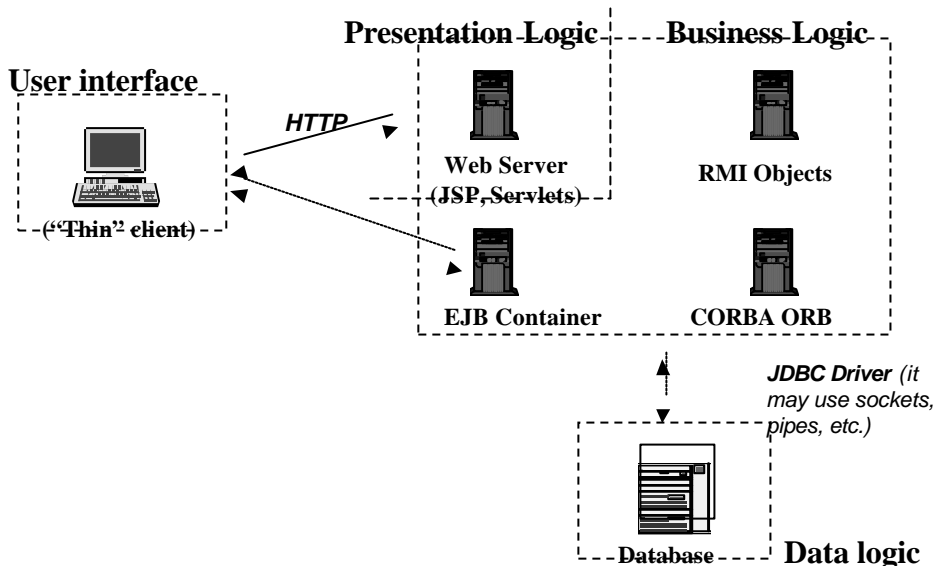 Presentation Logic
Business Logic
User interface
HTTP
Web Server
(JSP, Servlets)
RMI Objects
(“Thin” client)
EJB Container
CORBA ORB
JDBC Driver (it
may use sockets,
pipes, etc.)
Database
Data logic